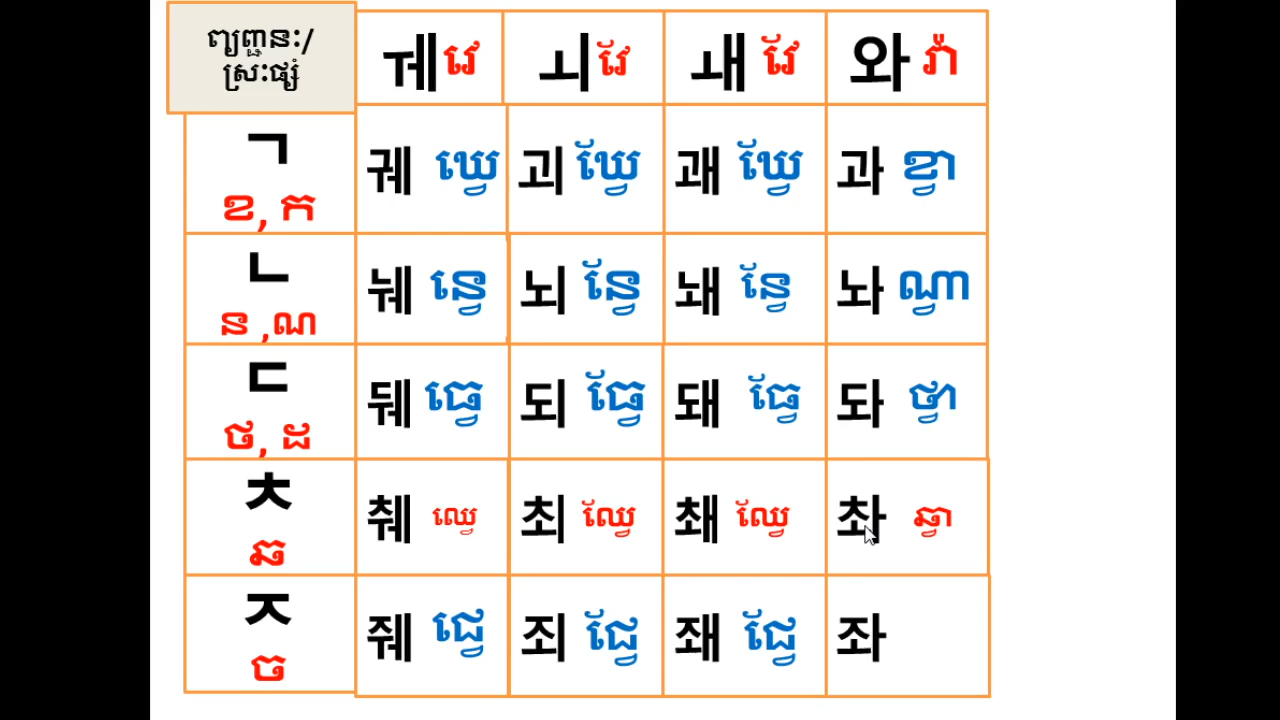 ព្យញ្ជនៈ/
ស្រៈផ្សំ
ㅞ វេ ㅚ វ៉ែ ㅙ វ៉ែ 와 វ៉ា
ㄱ
ខ, ក
궤 ឃ្វេ 괴 ឃ្វ៉ែ 괘 ឃ្វ៉ែ 과 ខ្វា
ㄴ
ន ,ណ
눼 ន្វេ 뇌 ន្វ៉ែ 놰 ន្វ៉ែ 놔 ណ្វា
ㄷ
ថ, ដ
뒈 ធ្វេ 되 ធ្វ៉ែ 돼 ធ្វ៉ែ 돠 ថ្វា
ㅊ
ឆ
췌 ឈ្វេ 최 ឈ្វ៉ែ 쵀 ឈ្វ៉ែ 촤 ឆ្វា
ㅈ
ច
줴 ជ្វេ 죄 ជ្វ៉ែ 좨 ជ្វ៉ែ 좌